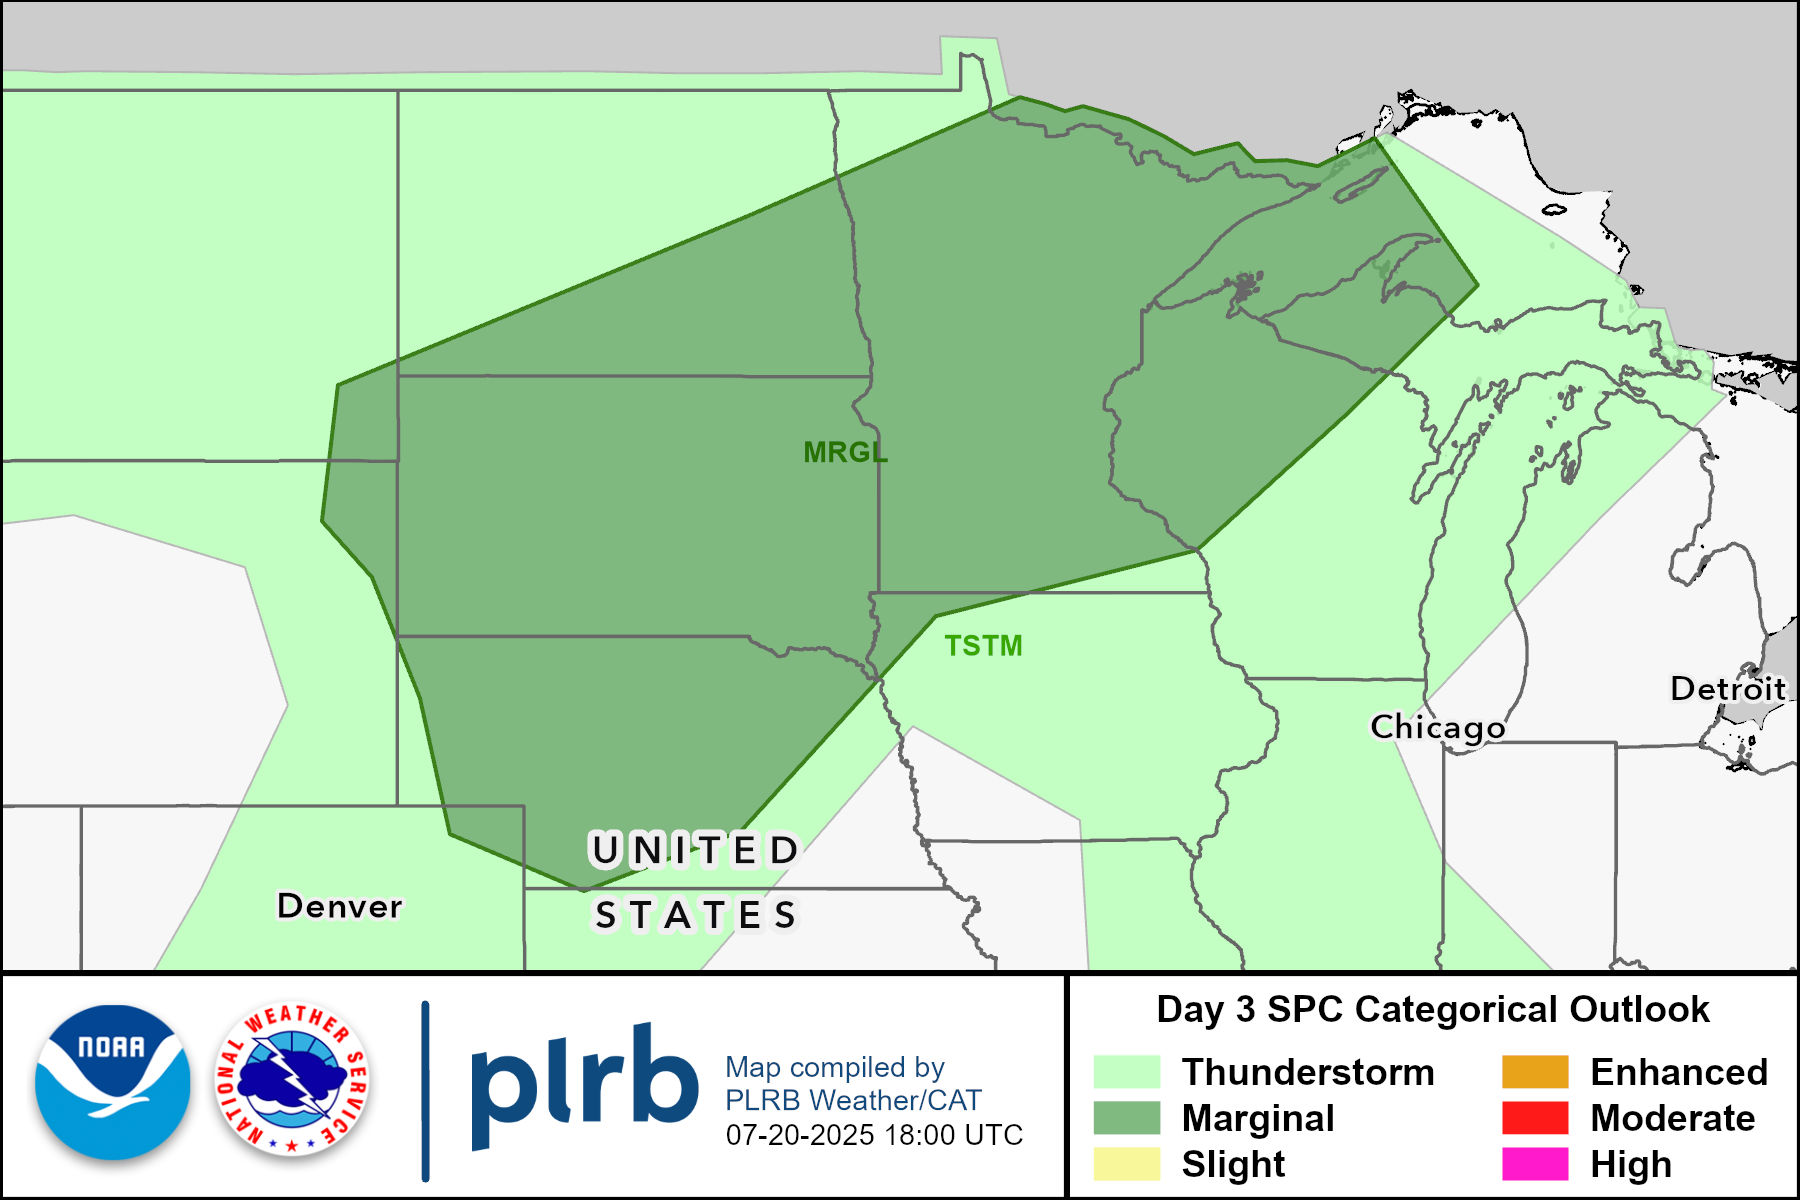 MRGL
TSTM
Detroit
Chicago
UNITED
STATES
Denver
NOAA
NATIONAL WEATHER SERVICE
plrb
Map compiled by
PLRB Weather/CAT
07-20-2025 18:00 UTC
Day 3 SPC Categorical Outlook
Thunderstorm
Marginal
Slight
Enhanced
Moderate
High